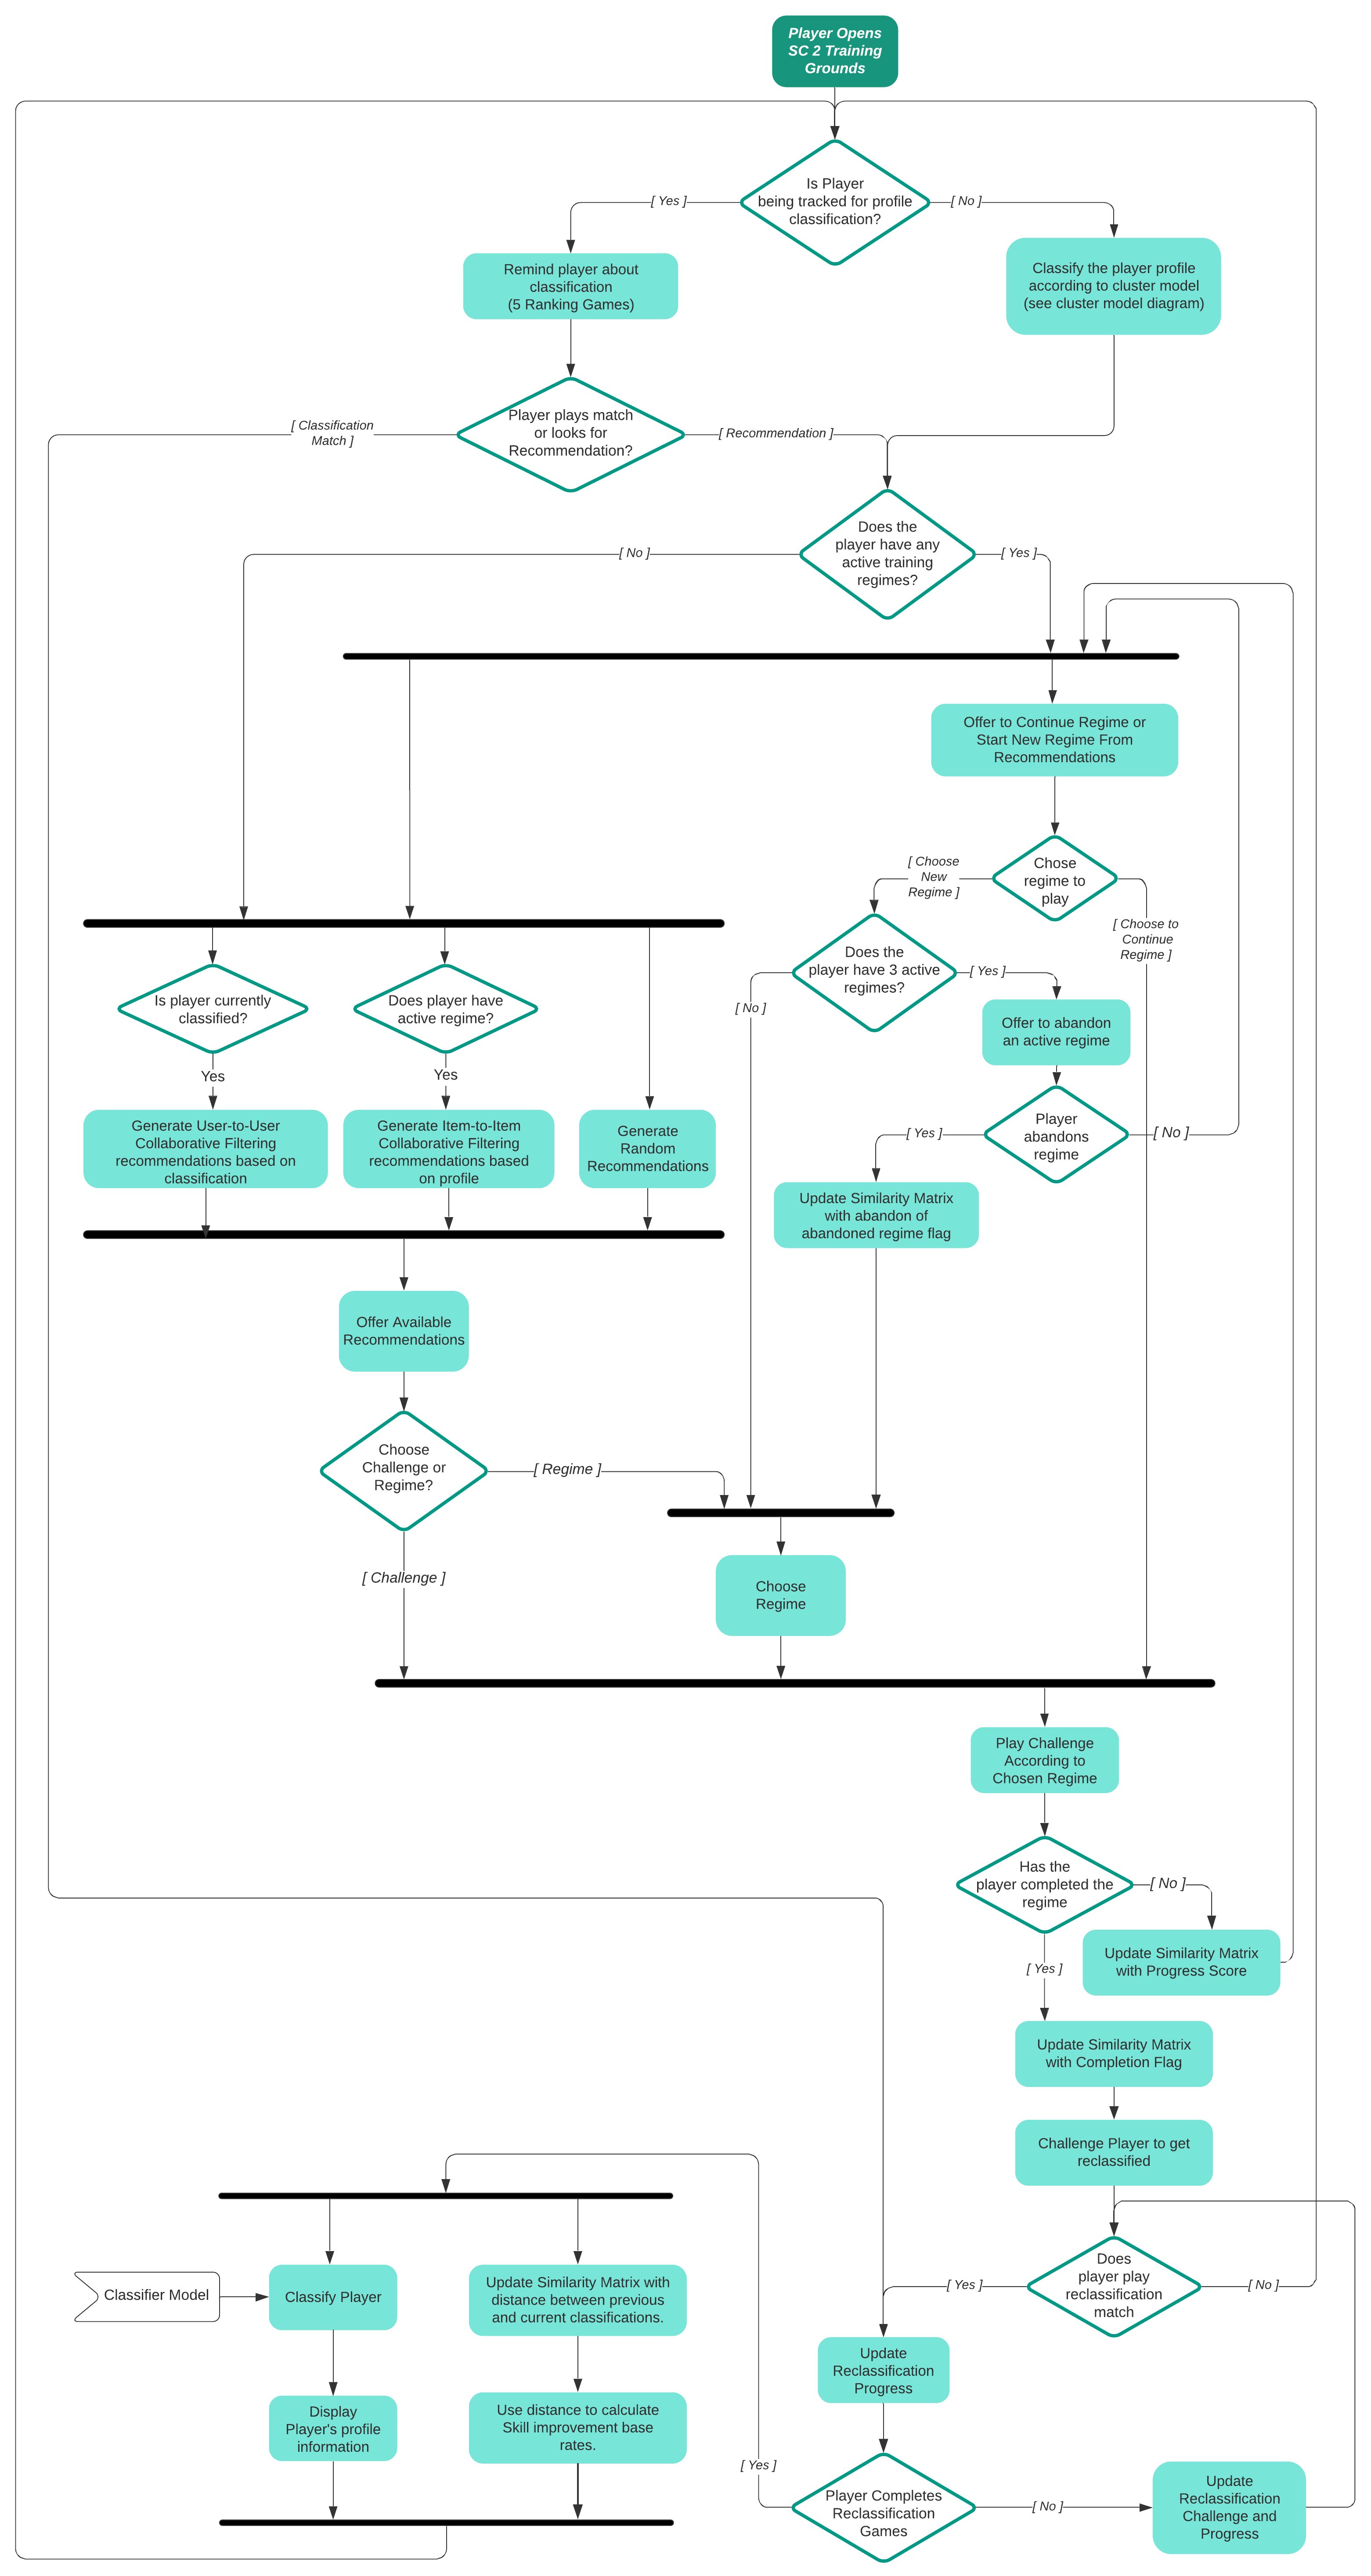 Player Opens
SC 2 Training
Grounds
Is Player
being tracked for profile
classification?
[ Yes ]
[ No ]
Remind player about
classification
(5 Ranking Games)
Classify the player profile
according to cluster model
(see cluster model diagram)
Player plays match
or looks for
Recommendation?
[ Classification
Match ]
[ Recommendation ]
Does the
player have any
active training
regimes?
[ No ]
[ Yes ]
Offer to Continue Regime or
Start New Regime From
Recommendations
Chose
regime to
play
[ Choose
New
Regime ]
[ Choose to
Continue
Regime ]
Does the
player have 3 active
regimes?
[ Yes ]
[ No ]
Is player currently
classified?
Does player have
active regime?
Offer to abandon
an active regime
Yes
Yes
Player
abandons
regime
[ Yes ]
[ No ]
Generate User-to-User
Collaborative Filtering
recommendations based on
classification
Generate Item-to-Item
Collaborative Filtering
recommendations based
on profile
Generate
Random
Recommendations
Update Similarity Matrix
with abandon of
abandoned regime flag
Offer Available
Recommendations
Choose
Challenge or
Regime?
[ Regime ]
[ Challenge ]
Choose
Regime
Play Challenge
According to
Chosen Regime
Has the
player completed the
regime
[ No ]
[ Yes ]
Update Similarity Matrix
with Progress Score
Update Similarity Matrix
with Completion Flag
Challenge Player to get
reclassified
Does
player play
reclassification
match
[ Yes ]
[ No ]
Classifier Model
Classify Player
Update Similarity Matrix with
distance between previous
and current classifications.
Update
Reclassification
Progress
Display
Player's profile
information
Use distance to calculate
Skill improvement base
rates.
[ Yes ]
Player Completes
Reclassification
Games
[ No ]
Update
Reclassification
Challenge and
Progress